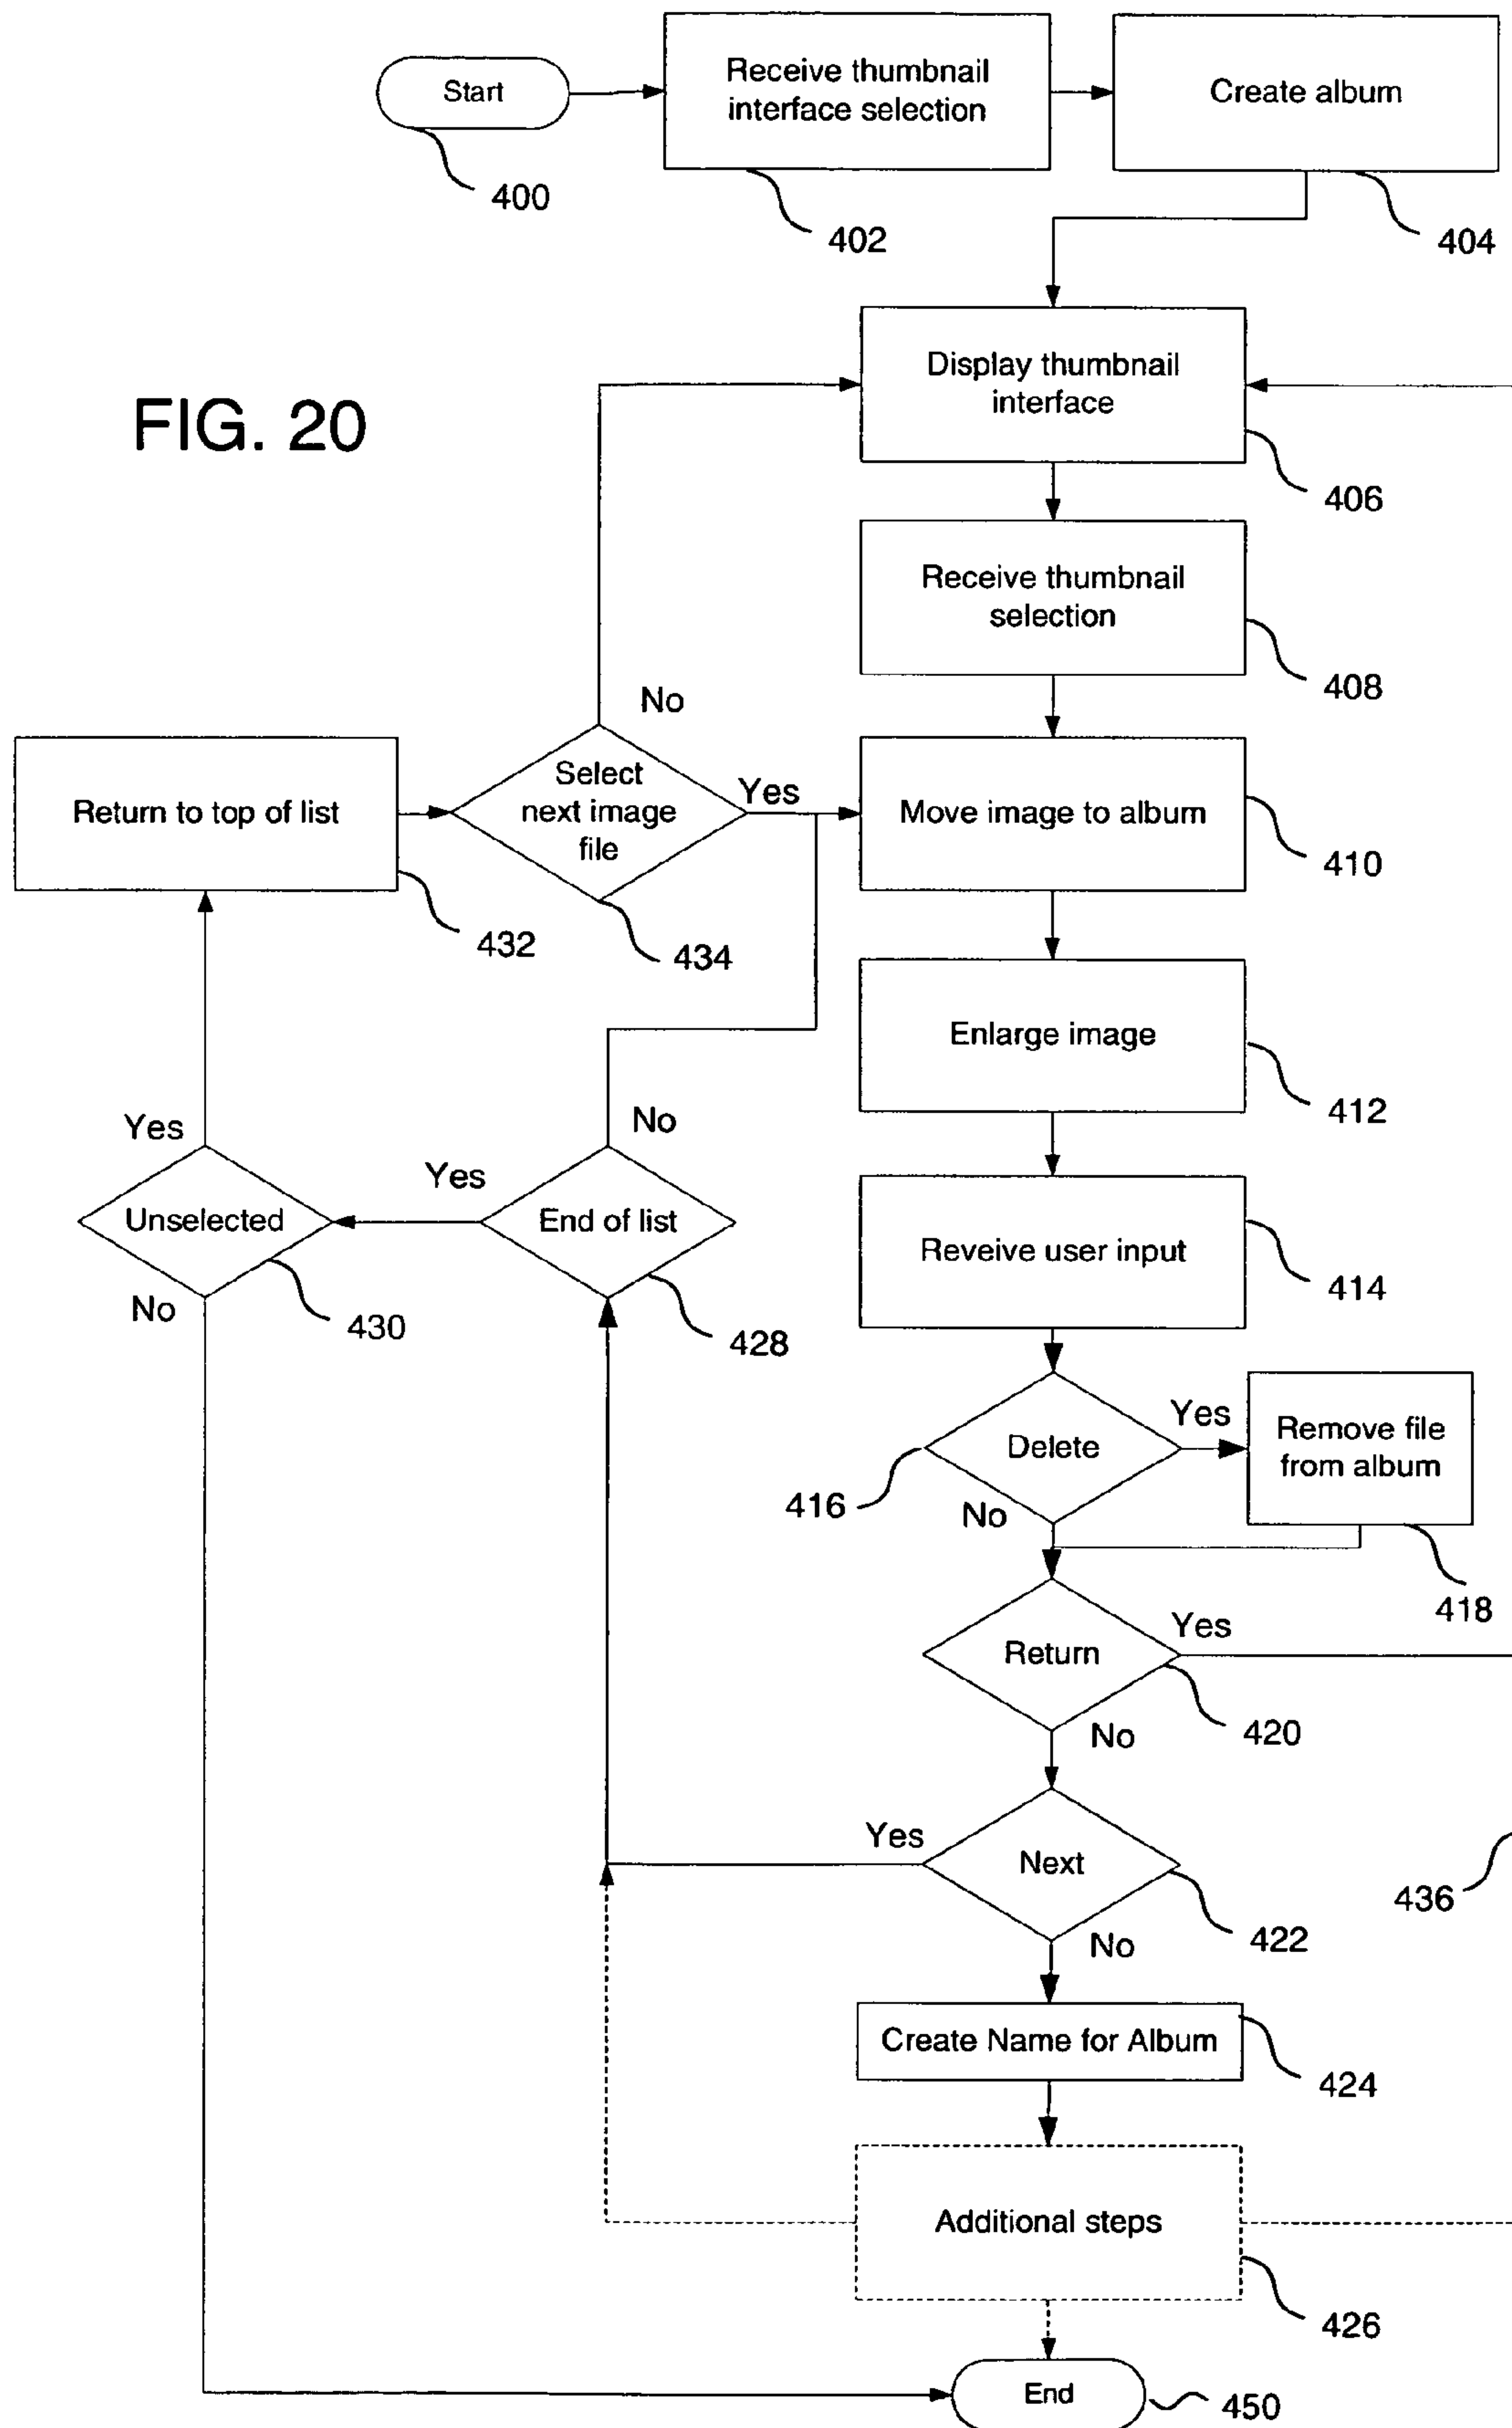 Start
400
Receive thumbnail
interface selection
402
Create album
404
FIG. 20
Display thumbnail
interface
406
Receive thumbnail
selection
408
No
Return to top of list
432
Select
next image
file
434
Yes
Move image to album
410
Enlarge image
412
Yes
Unselected
No
430
Yes
No
End of list
428
Reveive user input
414
Delete
416
Yes
No
Remove file
from album
418
Return
Yes
420
No
Yes
Next
422
No
436
Create Name for Album
424
Additional steps
426
End
450